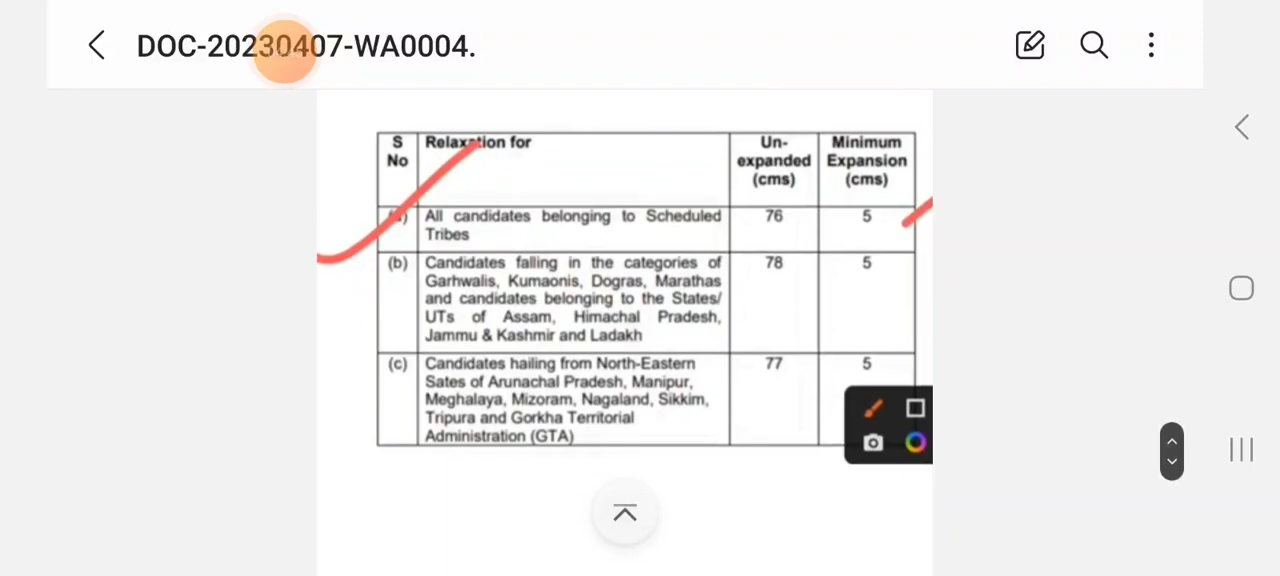 DOC-20230407-WA0004.
S No Relaxation for Un-expanded (cms) Minimum Expansion (cms)
(a) All candidates belonging to Scheduled Tribes 76 5
(b) Candidates falling in the categories of 78 5
Garhwalis, Kumaonis, Dogras, Marathas
and candidates belonging to the States/
UTs of Assam, Himachal Pradesh,
Jammu & Kashmir and Ladakh
(c) Candidates hailing from North-Eastern 77 5
Sates of Arunachal Pradesh, Manipur,
Meghalaya, Mizoram, Nagaland, Sikkim,
Tripura and Gorkha Territorial
Administration (GTA)